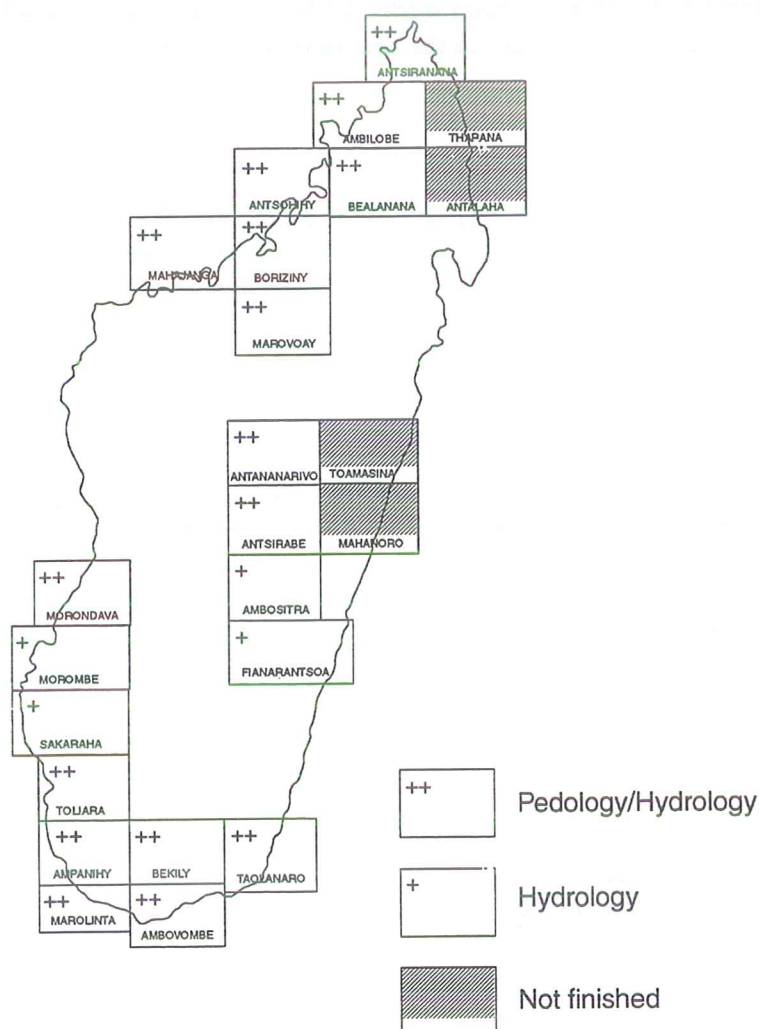 ++
ANTSIRANANA
++
AMBILOBE
THAPANA
++
ANTSOHIHY
++
BEALANANA
ANTALAHA
++
MAHAJANGA
++
BORIZINY
++
MAROVOAY
++
ANTANANARIVO
TOAMASINA
++
ANTSIRABE
MAHANORO
+
AMBOSITRA
+
FIANARANTSOA
++
MORONDAVA
+
MOROMBE
+
SAKARAHA
++
TOLIARA
++
AMPANIHY
++
BEKILY
++
TAOLANARO
++
MAROLINTA
++
AMBOVOMBE
++ Pedology/Hydrology
+ Hydrology
Not finished